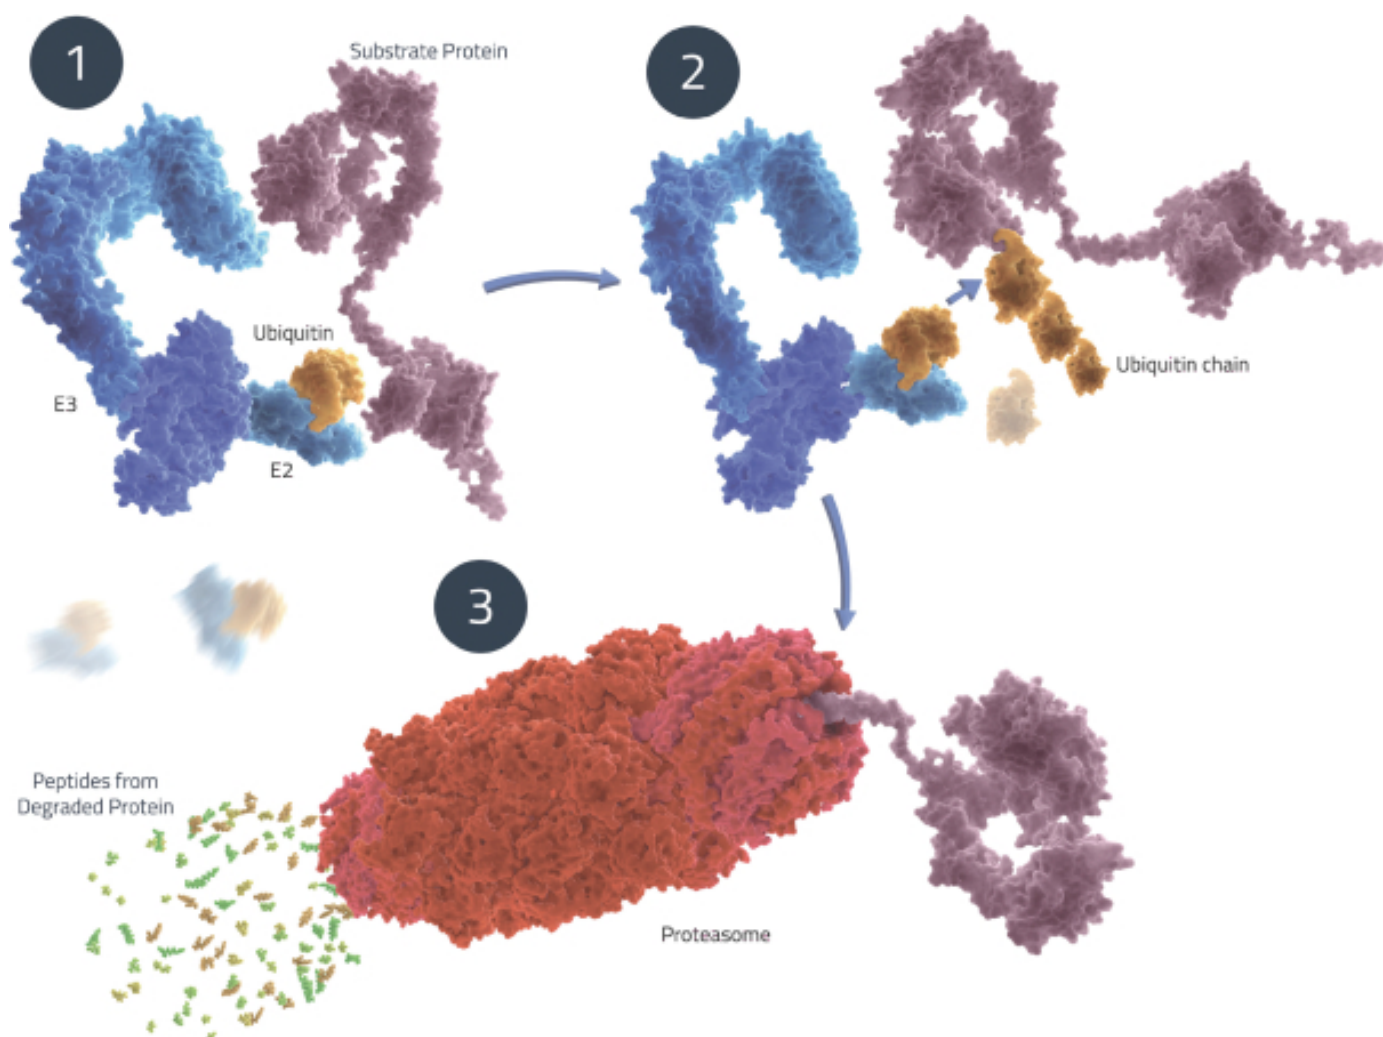 1
Substrate Protein
Ubiquitin
E3
E2
2
Ubiquitin chain
3
Peptides from
Degraded Protein
Proteasome